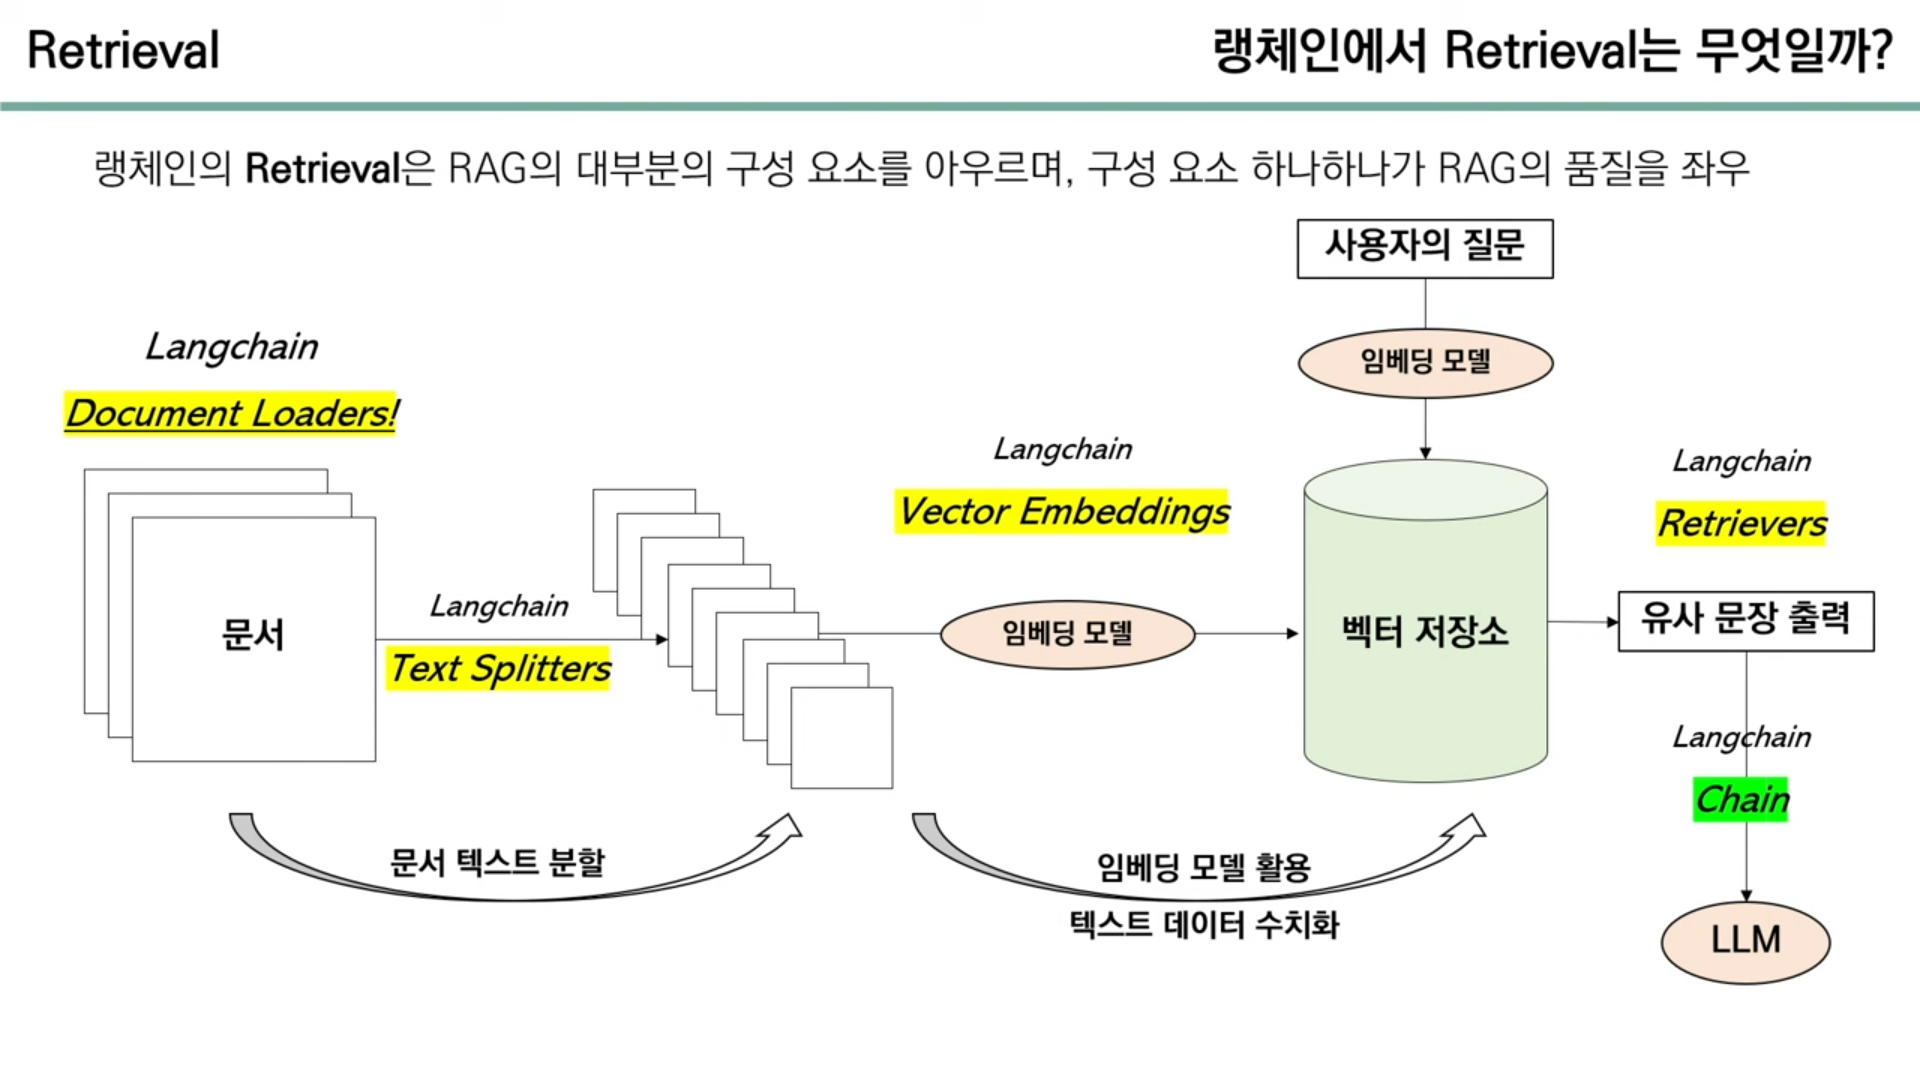 Retrieval
랭체인에서 Retrieval는 무엇일까?
랭체인의 Retrieval은 RAG의 대부분의 구성 요소를 아우르며, 구성 요소 하나하나가 RAG의 품질을 좌우
사용자의 질문
임베딩 모델
Langchain
Document Loaders!
문서
Langchain
Text Splitters
Langchain
Vector Embeddings
임베딩 모델
벡터 저장소
Langchain
Retrievers
유사 문장 출력
Langchain
Chain
LLM
문서 텍스트 분할
임베딩 모델 활용
텍스트 데이터 수치화